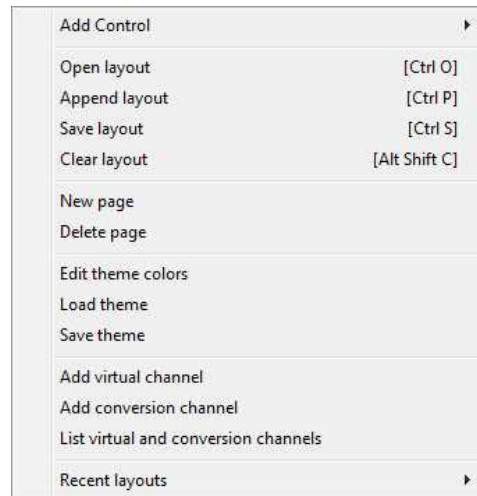 Add Control
Open layout [Ctrl O]
Append layout [Ctrl P]
Save layout [Ctrl S]
Clear layout [Alt Shift C]
New page
Delete page
Edit theme colors
Load theme
Save theme
Add virtual channel
Add conversion channel
List virtual and conversion channels
Recent layouts